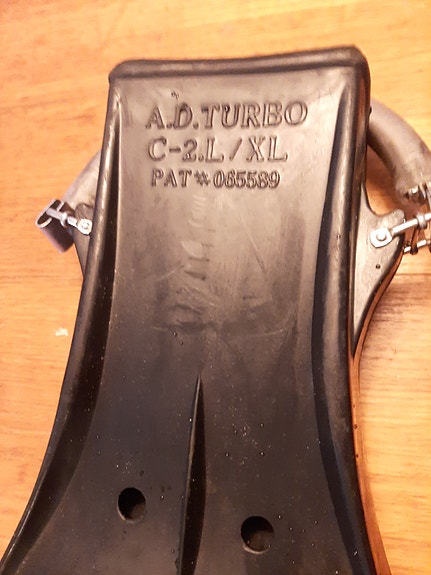 A.D.TURBO
C-2.L/XL
PAT # 065589